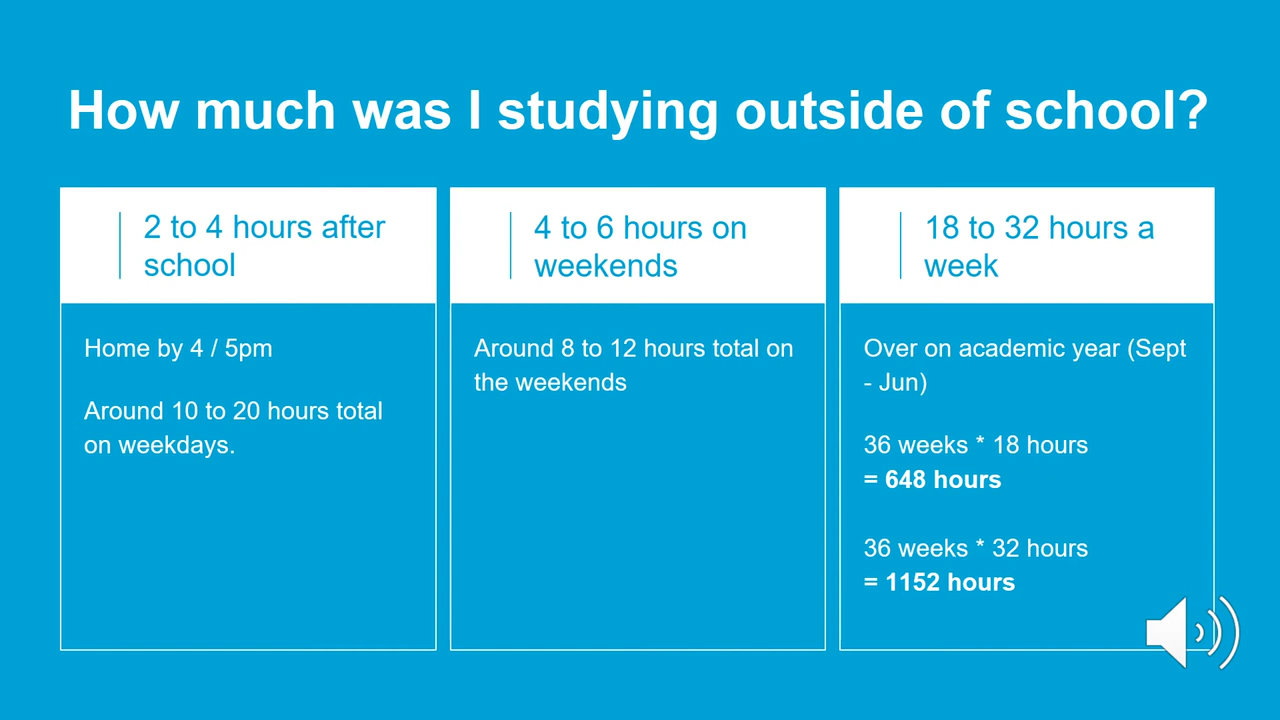 How much was I studying outside of school?
2 to 4 hours after
school
Home by 4 / 5pm
Around 10 to 20 hours total
on weekdays.
4 to 6 hours on
weekends
Around 8 to 12 hours total on
the weekends
18 to 32 hours a
week
Over on academic year (Sept
- Jun)
36 weeks * 18 hours
= 648 hours
36 weeks * 32 hours
= 1152 hours